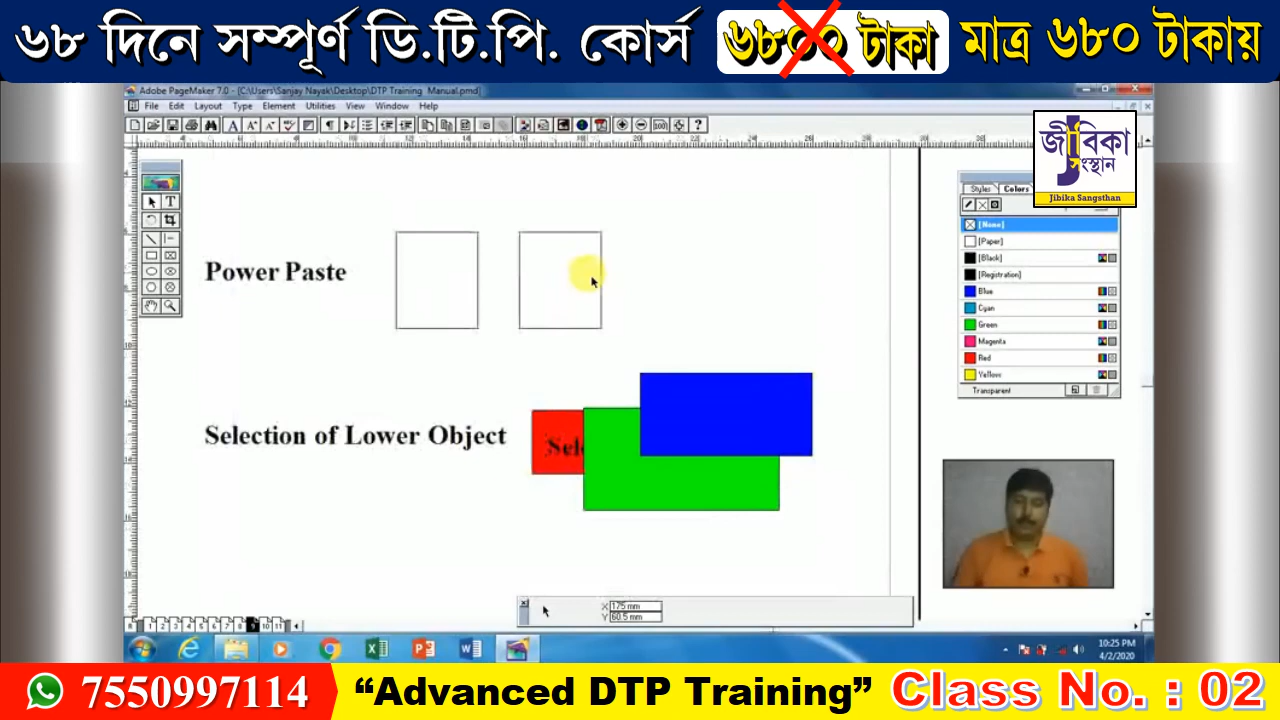 ৬৮ দিনে সম্পূর্ণ ডি.টি.পি. কোর্স ৬৮০০ টাকা মাত্র ৬৮০ টাকায়
Adobe PageMaker 7.0 - [C:\Users\Sanjay Nayak\Desktop\DTP Training Manual.pmd]
File Edit Layout Type Element Utilities View Window Help
জীবিকা
সংস্থান
Jibika Sangsthan
Styles Colors
[None]
[Paper]
[Black]
[Registration]
Blue
Cyan
Green
Magenta
Red
Yellow
Transparent
Power Paste
Selection of Lower Object
Sele
X 175 mm
Y 60.5 mm
10:25 PM
4/2/2020
7550997114 “Advanced DTP Training” Class No. : 02